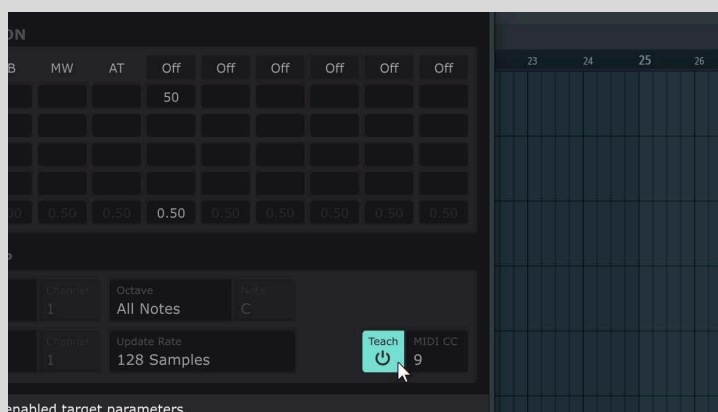 ON
B MW AT Off Off Off Off Off Off
50
0.50 0.50 0.50 0.50 0.50 0.50 0.50 0.50
Channel Octave Note
1 All Notes C
Channel Update Rate Teach MIDI CC
1 128 Samples 9
enabled target parameters
23 24 25 26